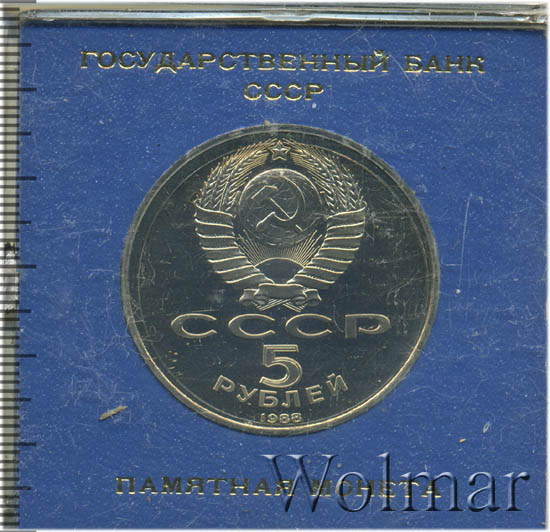 ГОСУДАРСТВЕННЫЙ БАНК
СССР
СССР
5
РУБЛЕЙ
1988
ПАМЯТНАЯ МОНЕТА
Wolmar